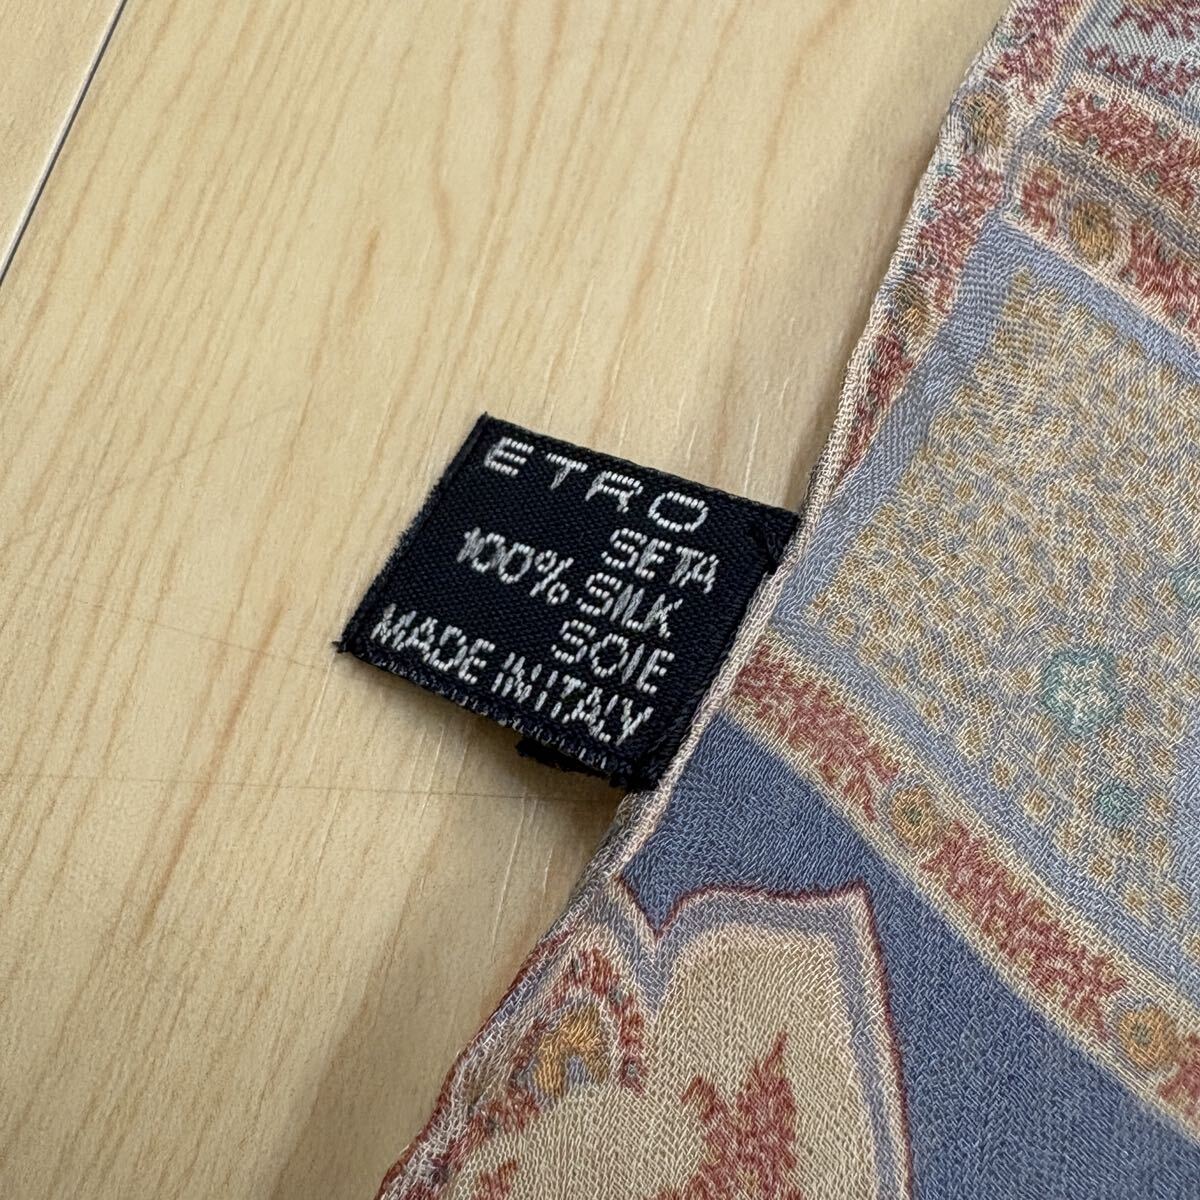 ETRO
SETA
100% SILK
SOIE
MADE IN ITALY